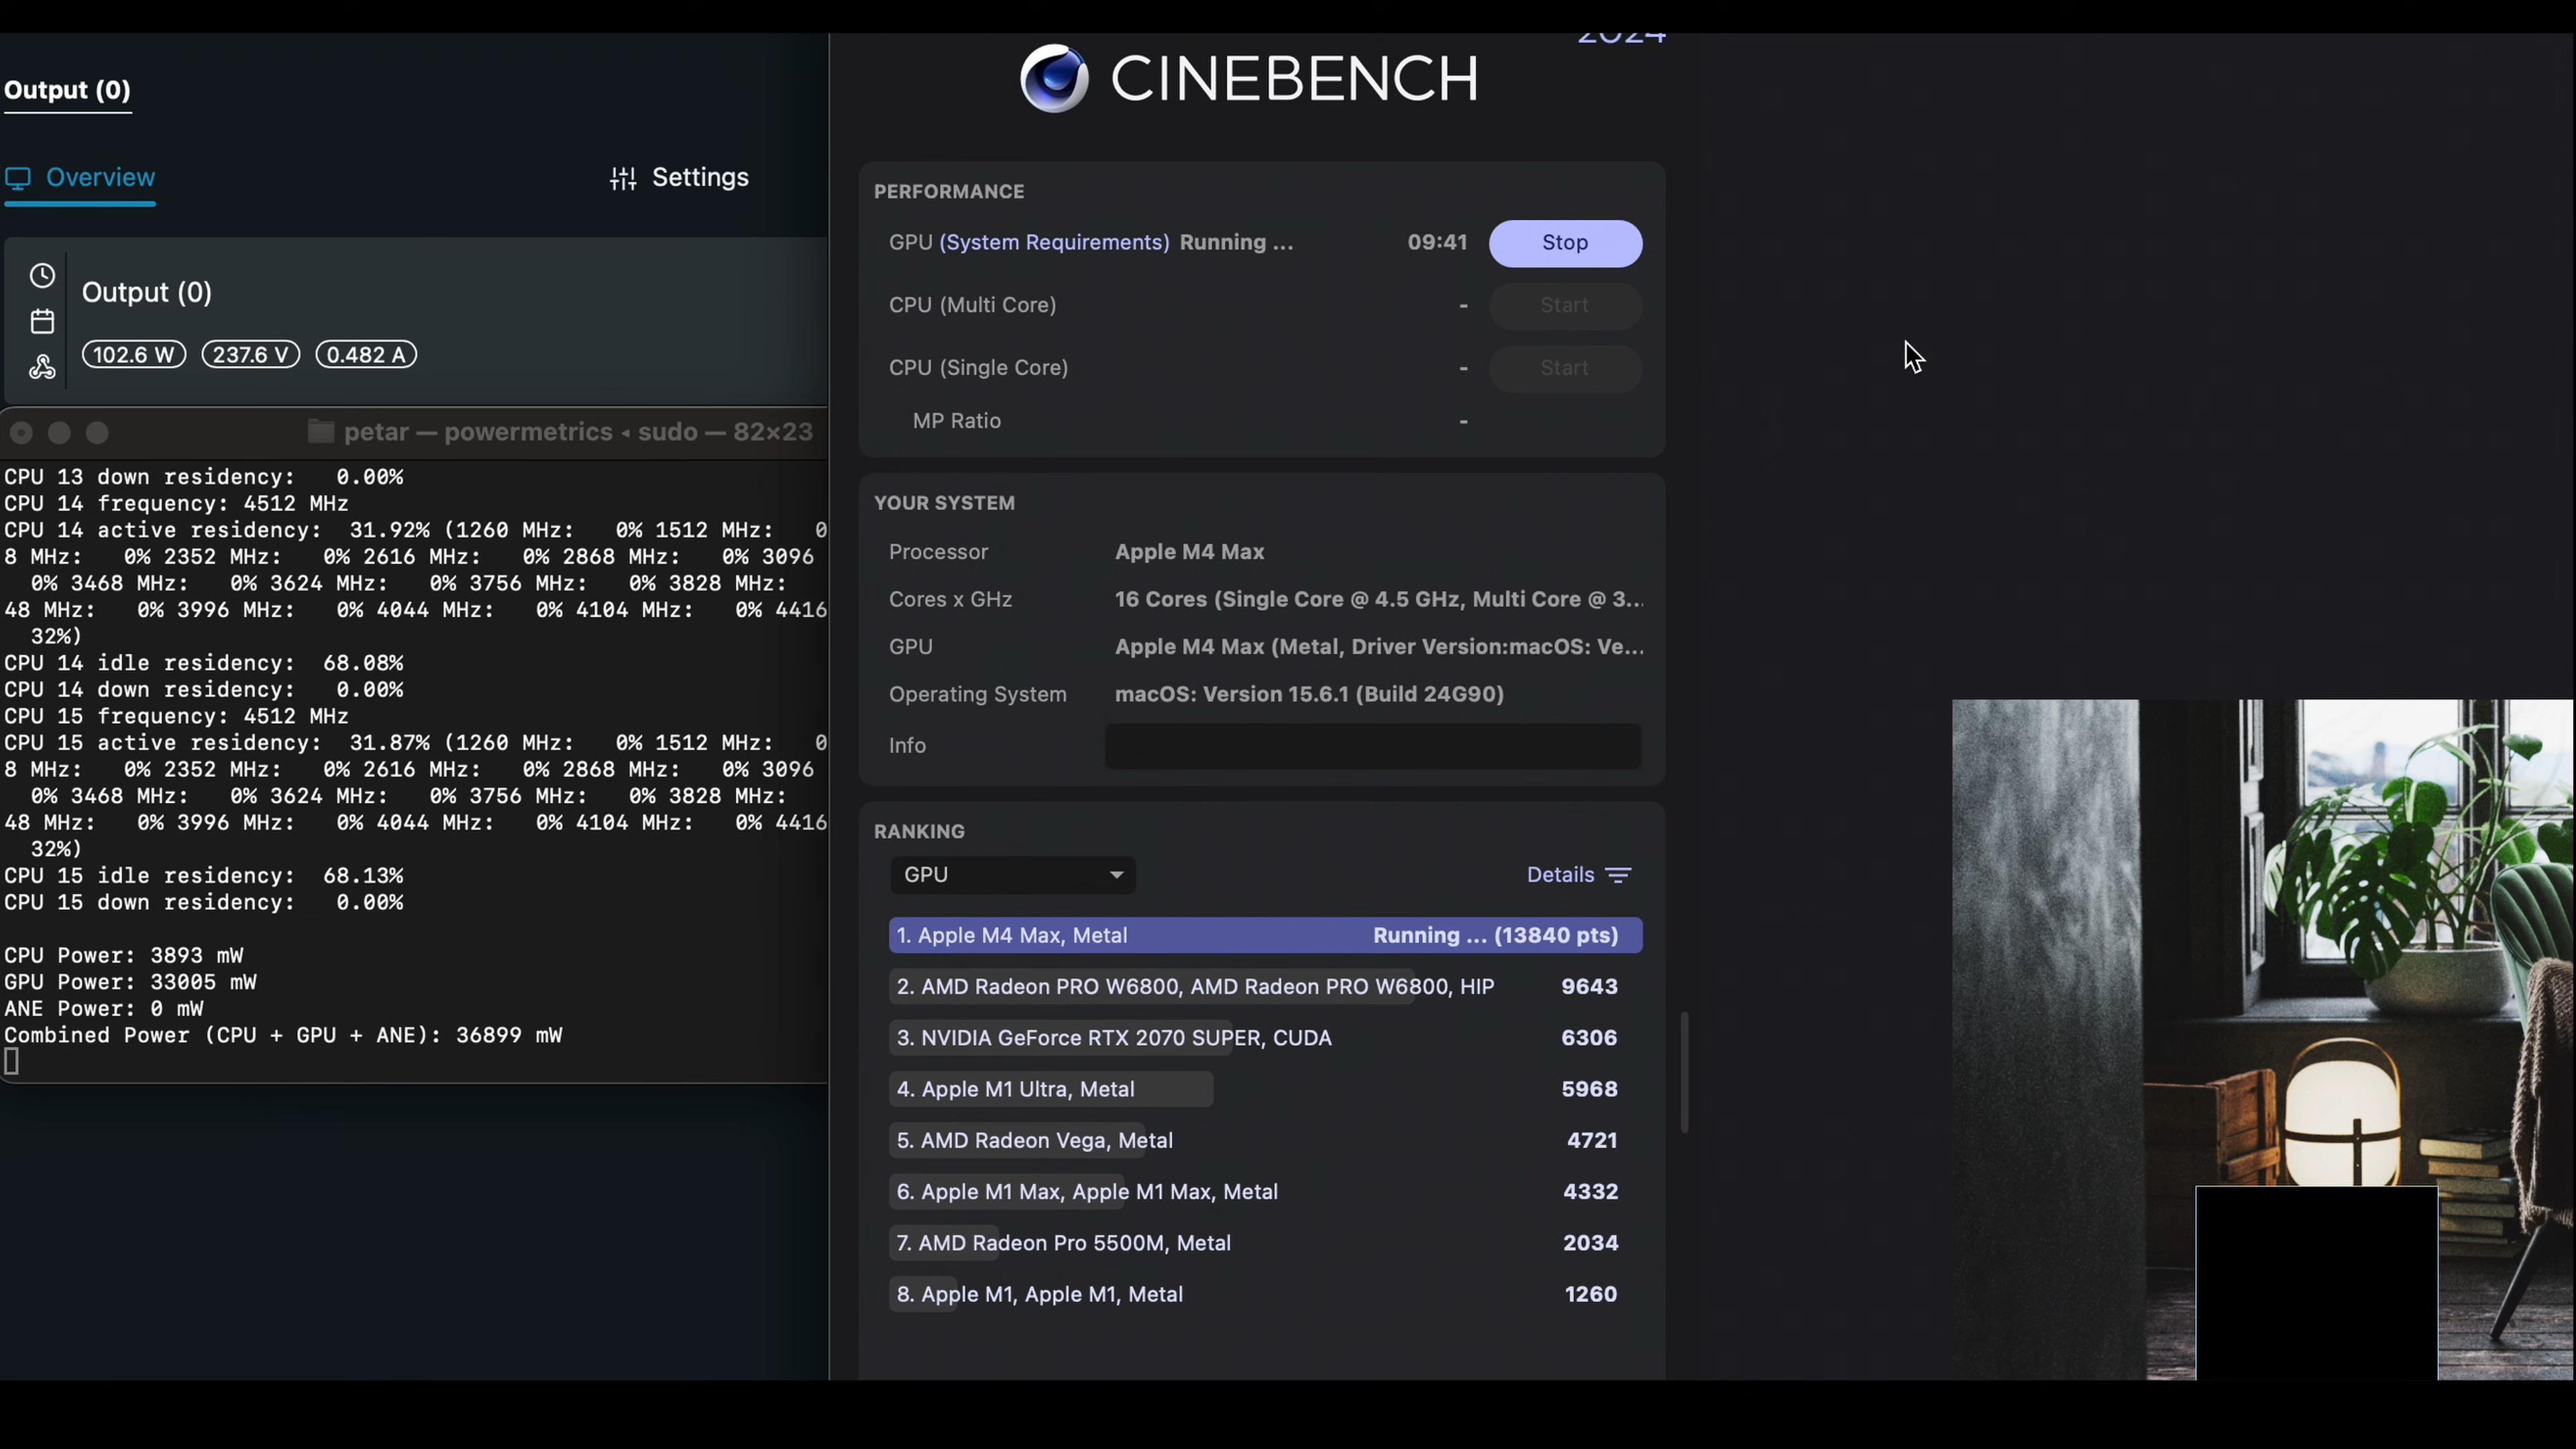 Output (0)
Overview
Settings
Output (0)
102.6 W
237.6 V
0.482 A
petar — powermetrics ◂ sudo — 82×23
CPU 13 down residency:   0.00%
CPU 14 frequency: 4512 MHz
CPU 14 active residency:  31.92% (1260 MHz:   0% 1512 MHz:   0
8 MHz:   0% 2352 MHz:   0% 2616 MHz:   0% 2868 MHz:   0% 3096
0% 3468 MHz:   0% 3624 MHz:   0% 3756 MHz:   0% 3828 MHz:
48 MHz:   0% 3996 MHz:   0% 4044 MHz:   0% 4104 MHz:   0% 4416
32%)
CPU 14 idle residency:  68.08%
CPU 14 down residency:   0.00%
CPU 15 frequency: 4512 MHz
CPU 15 active residency:  31.87% (1260 MHz:   0% 1512 MHz:   0
8 MHz:   0% 2352 MHz:   0% 2616 MHz:   0% 2868 MHz:   0% 3096
0% 3468 MHz:   0% 3624 MHz:   0% 3756 MHz:   0% 3828 MHz:
48 MHz:   0% 3996 MHz:   0% 4044 MHz:   0% 4104 MHz:   0% 4416
32%)
CPU 15 idle residency:  68.13%
CPU 15 down residency:   0.00%
CPU Power: 3893 mW
GPU Power: 33005 mW
ANE Power: 0 mW
Combined Power (CPU + GPU + ANE): 36899 mW
2024
CINEBENCH
PERFORMANCE
GPU (System Requirements) Running ... 09:41 Stop
CPU (Multi Core) - Start
CPU (Single Core) - Start
MP Ratio -
YOUR SYSTEM
Processor Apple M4 Max
Cores x GHz 16 Cores (Single Core @ 4.5 GHz, Multi Core @ 3...
GPU Apple M4 Max (Metal, Driver Version:macOS: Ve...
Operating System macOS: Version 15.6.1 (Build 24G90)
Info
RANKING
GPU Details
1. Apple M4 Max, Metal Running ... (13840 pts)
2. AMD Radeon PRO W6800, AMD Radeon PRO W6800, HIP 9643
3. NVIDIA GeForce RTX 2070 SUPER, CUDA 6306
4. Apple M1 Ultra, Metal 5968
5. AMD Radeon Vega, Metal 4721
6. Apple M1 Max, Apple M1 Max, Metal 4332
7. AMD Radeon Pro 5500M, Metal 2034
8. Apple M1, Apple M1, Metal 1260